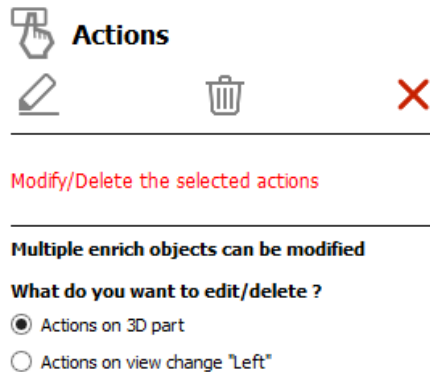 Actions
Modify/Delete the selected actions
Multiple enrich objects can be modified
What do you want to edit/delete ?
Actions on 3D part
Actions on view change "Left"